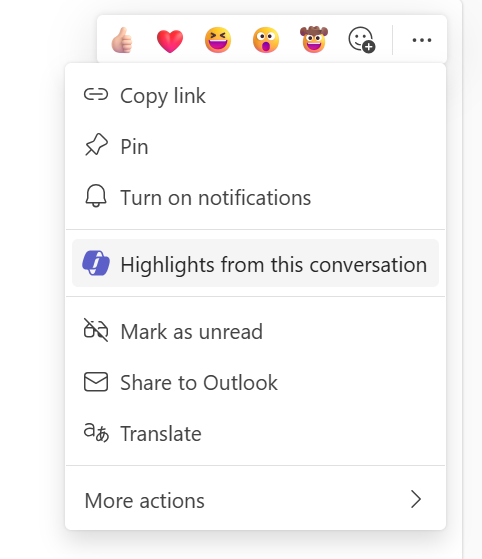 Copy link
Pin
Turn on notifications
Highlights from this conversation
Mark as unread
Share to Outlook
Translate
More actions